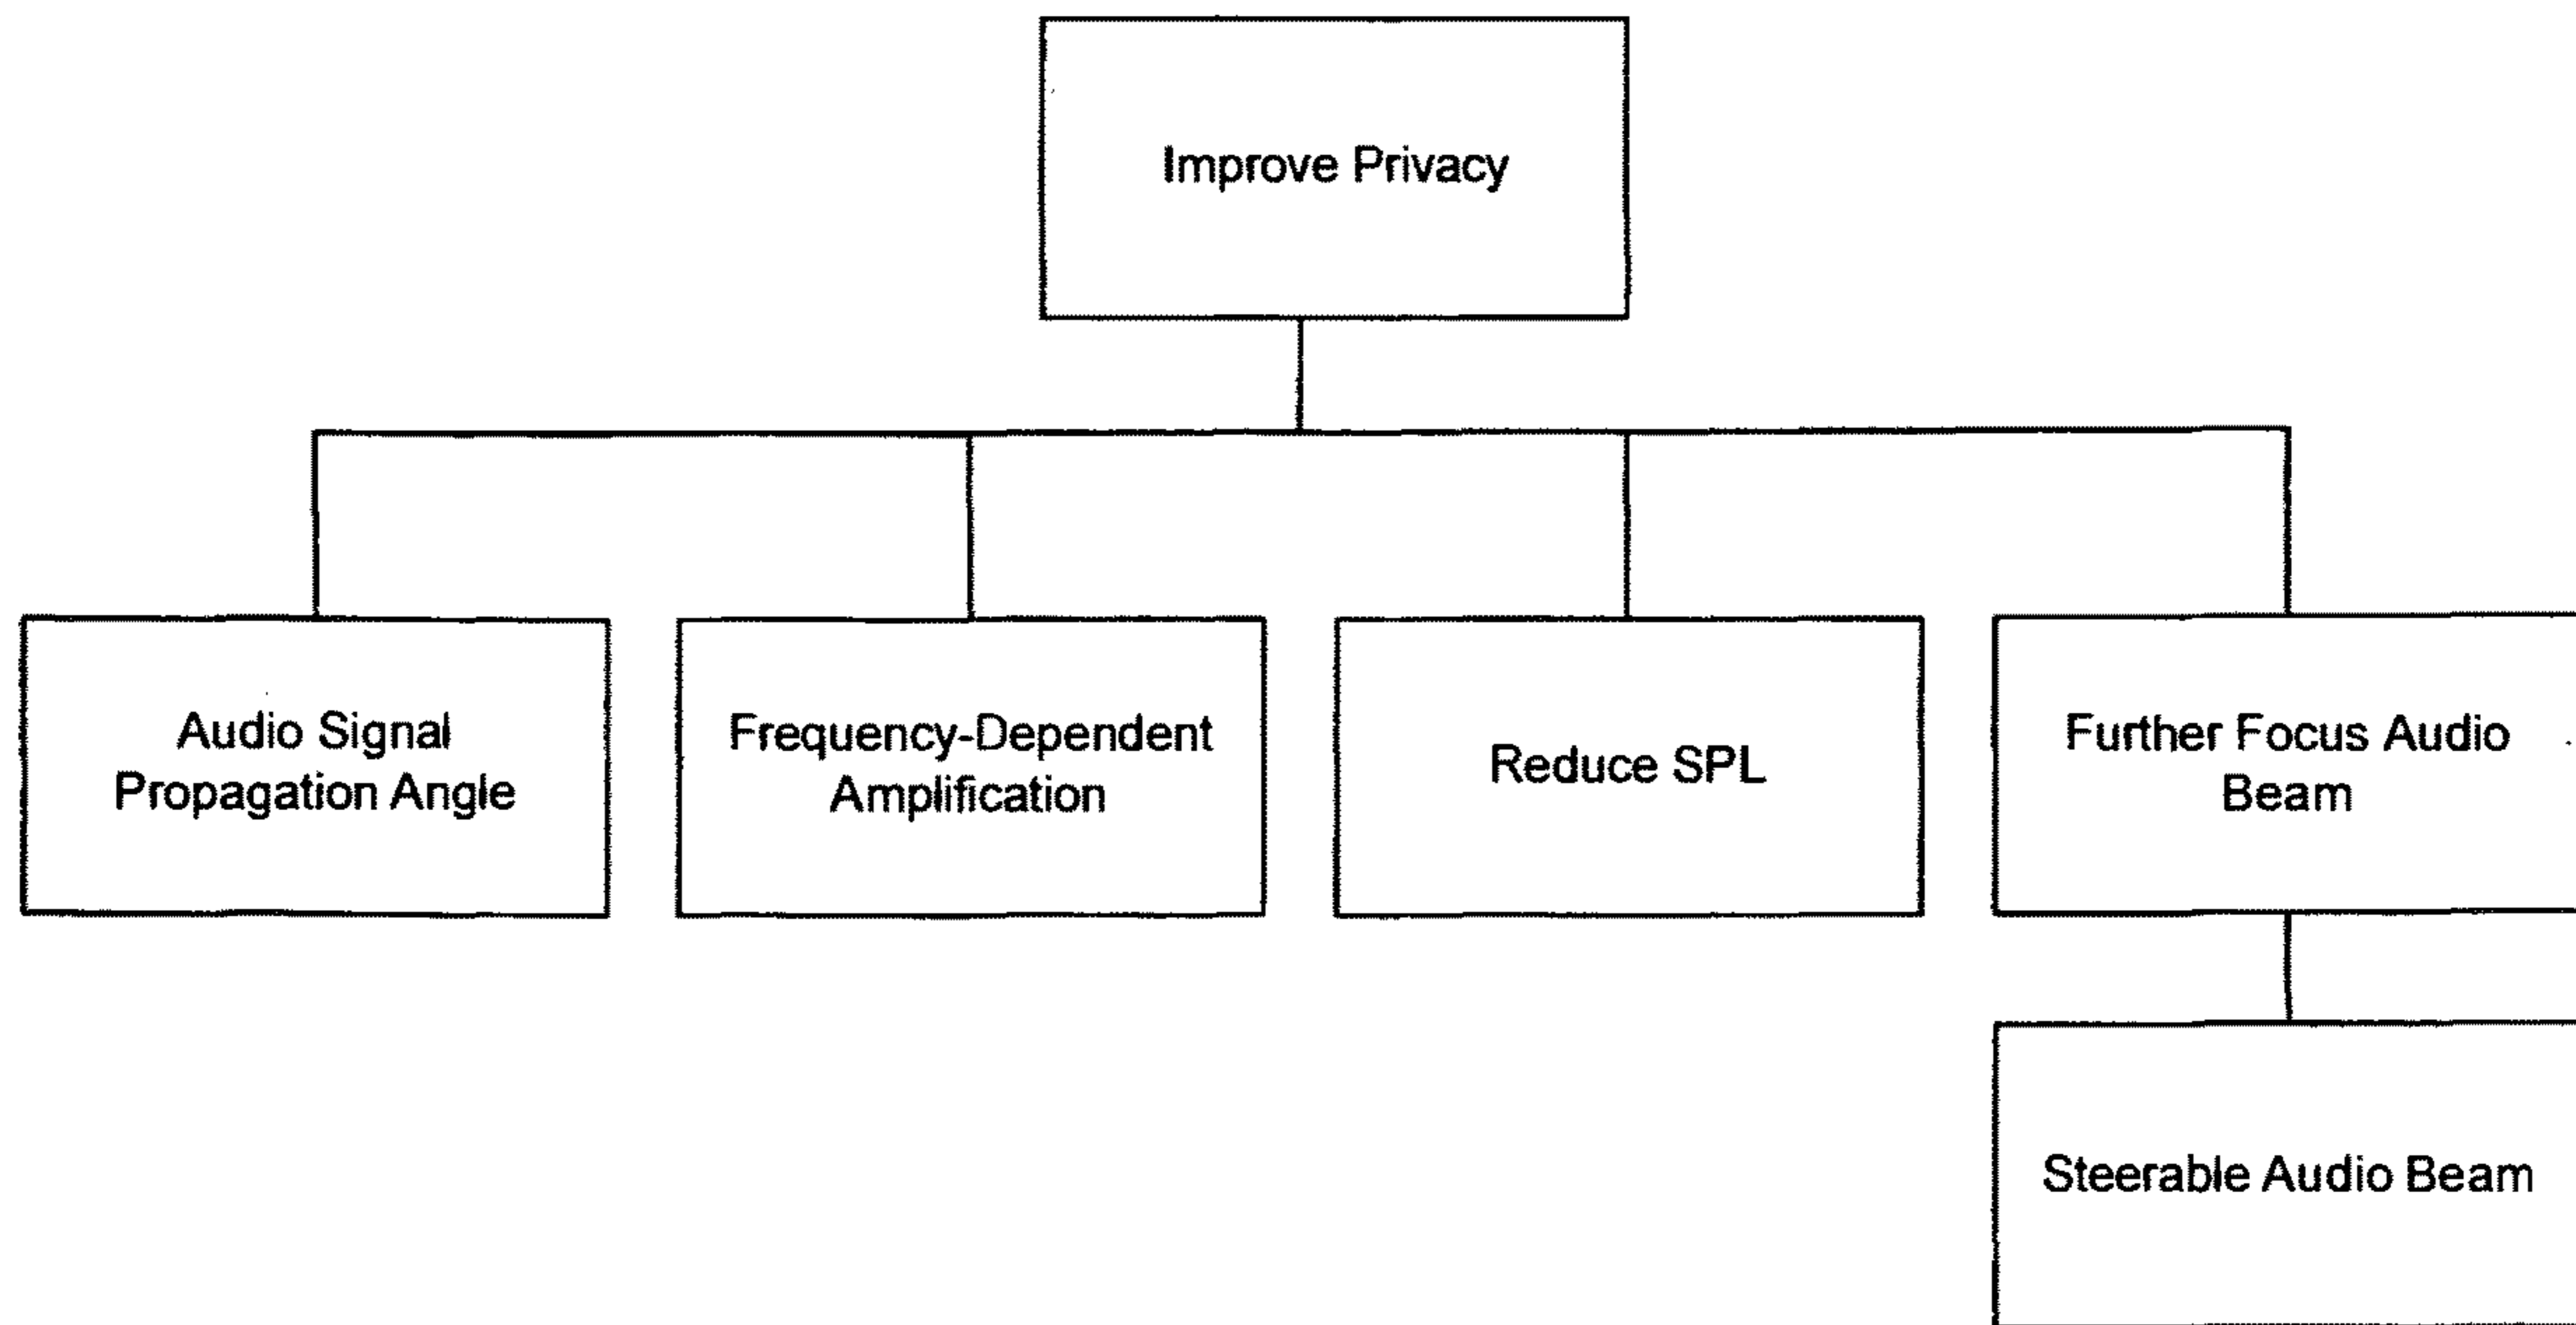 Improve Privacy
Audio Signal
Propagation Angle
Frequency-Dependent
Amplification
Reduce SPL
Further Focus Audio
Beam
Steerable Audio Beam